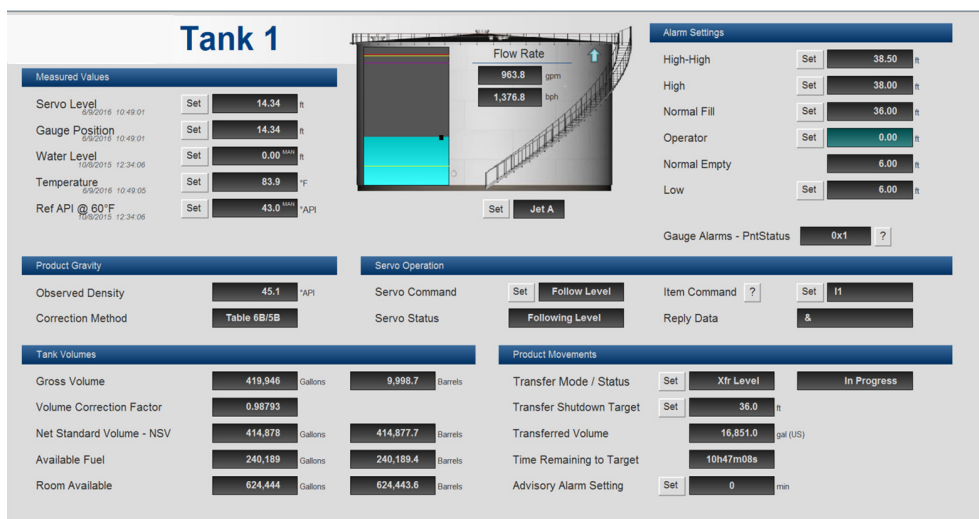 Tank 1
Measured Values
Servo Level 6/9/2016 10:49:01 Set 14.34 ft
Gauge Position 6/9/2016 10:49:01 Set 14.34 ft
Water Level 10/8/2015 12:34:06 Set 0.00 MAN ft
Temperature 6/9/2016 10:49:05 Set 83.9 °F
Ref API @ 60°F 10/8/2015 12:34:06 Set 43.0 MAN °API
Flow Rate
963.8 gpm
1,376.8 bph
Set Jet A
Alarm Settings
High-High Set 38.50 ft
High Set 38.00 ft
Normal Fill Set 36.00 ft
Operator Set 0.00 ft
Normal Empty 6.00 ft
Low Set 6.00 ft
Gauge Alarms - PntStatus 0x1 ?
Product Gravity
Observed Density 45.1 °API
Correction Method Table 6B/5B
Servo Operation
Servo Command Set Follow Level Item Command ? Set I1
Servo Status Following Level Reply Data &
Tank Volumes
Gross Volume 419,946 Gallons 9,998.7 Barrels
Volume Correction Factor 0.98793
Net Standard Volume - NSV 414,878 Gallons 414,877.7 Barrels
Available Fuel 240,189 Gallons 240,189.4 Barrels
Room Available 624,444 Gallons 624,443.6 Barrels
Product Movements
Transfer Mode / Status Set Xfr Level In Progress
Transfer Shutdown Target Set 36.0 ft
Transferred Volume 16,851.0 gal (US)
Time Remaining to Target 10h47m08s
Advisory Alarm Setting Set 0 min